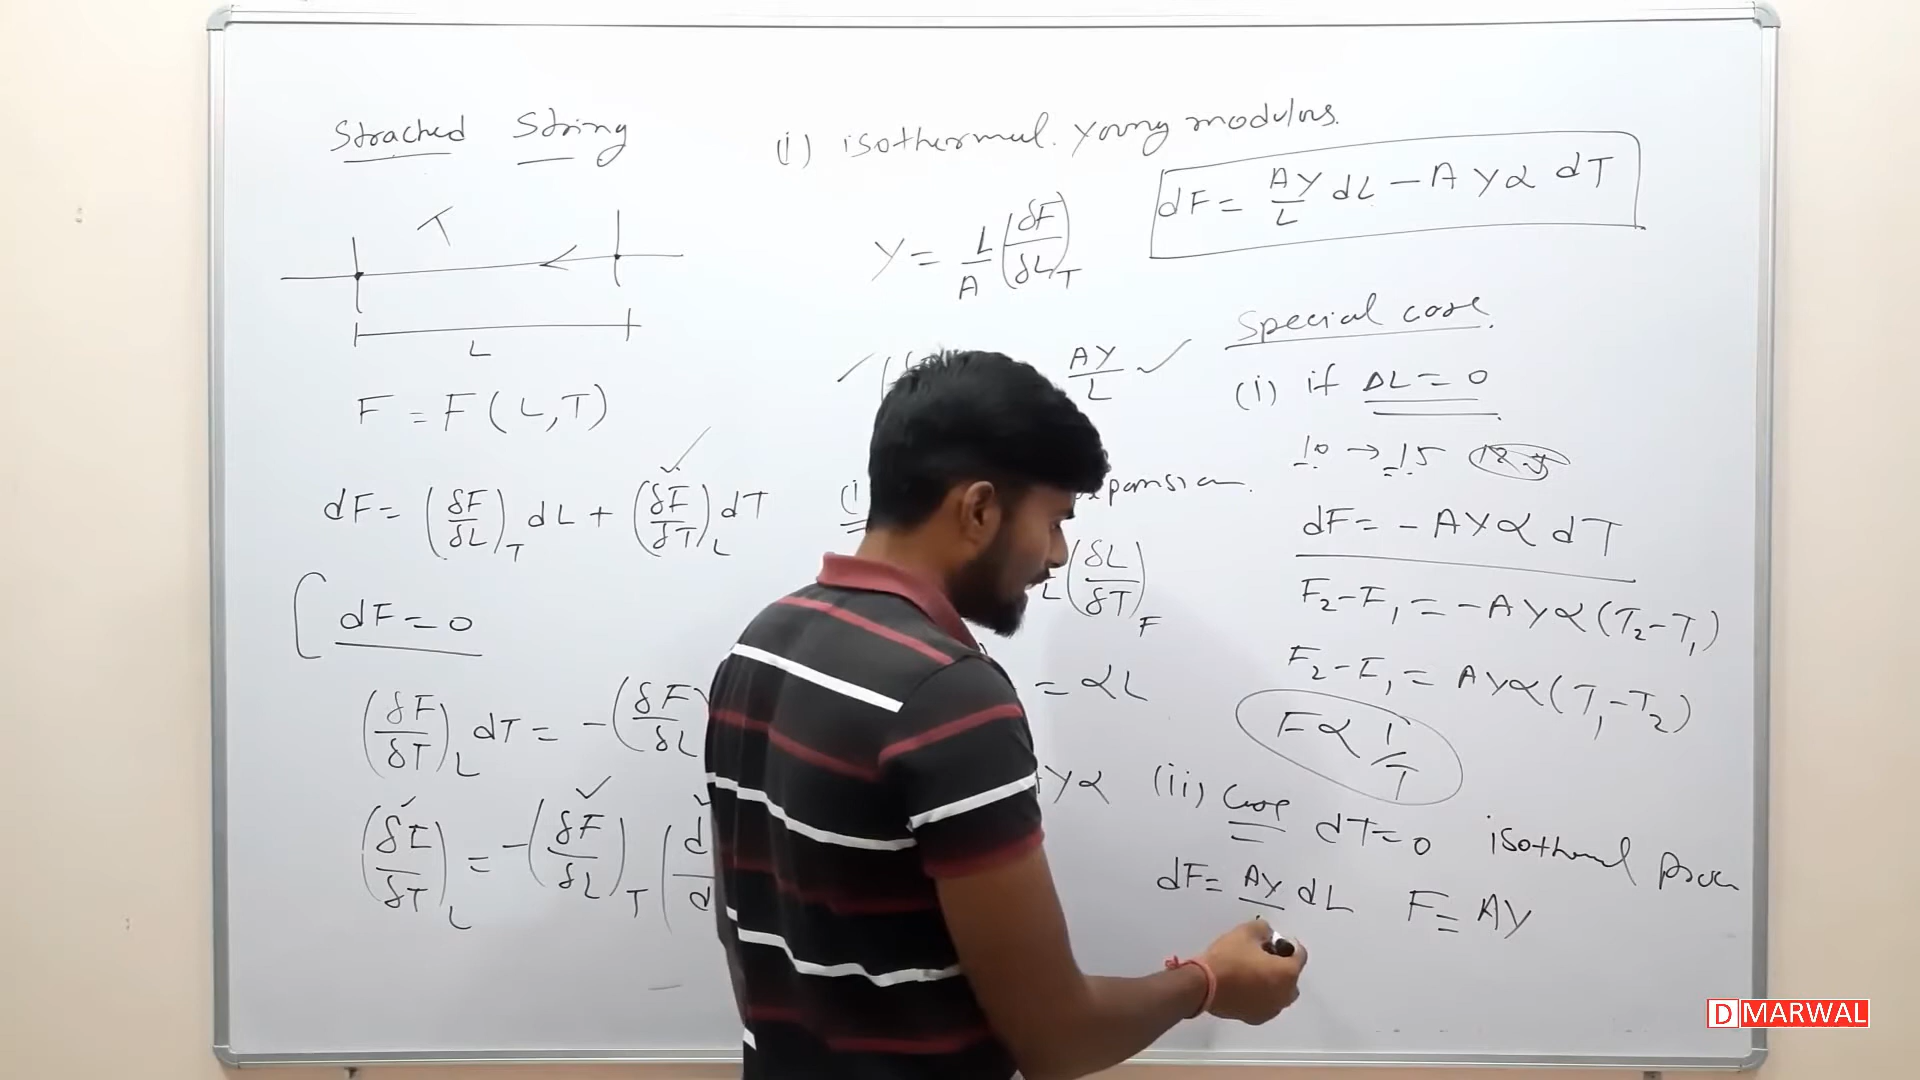 Strached String
T
L
F = F (L,T)
dF = (δF/δL)_T dL + (δF/δT)_L dT
dF = 0
(δF/δT)_L dT = -(δF/δL
(δF/δT)_L = -(δF/δL)_T (d/d
(i) isothermal. young modulus.
Y = L/A (δF/δL)_T
AY/L
(i
expansion.
L (δL/δT)_F
= αL
Yα
dF = AY/L dL - AYα dT
Special case.
(i) if ΔL = 0
10 → 15
dF = - AYα dT
F₂-F₁ = -AYα(T₂-T₁)
F₂-F₁ = AYα(T₁-T₂)
F∝ 1/T
(ii) Case dT=0 isothermal
dF = AY/ dL F = AY
D MARWAL